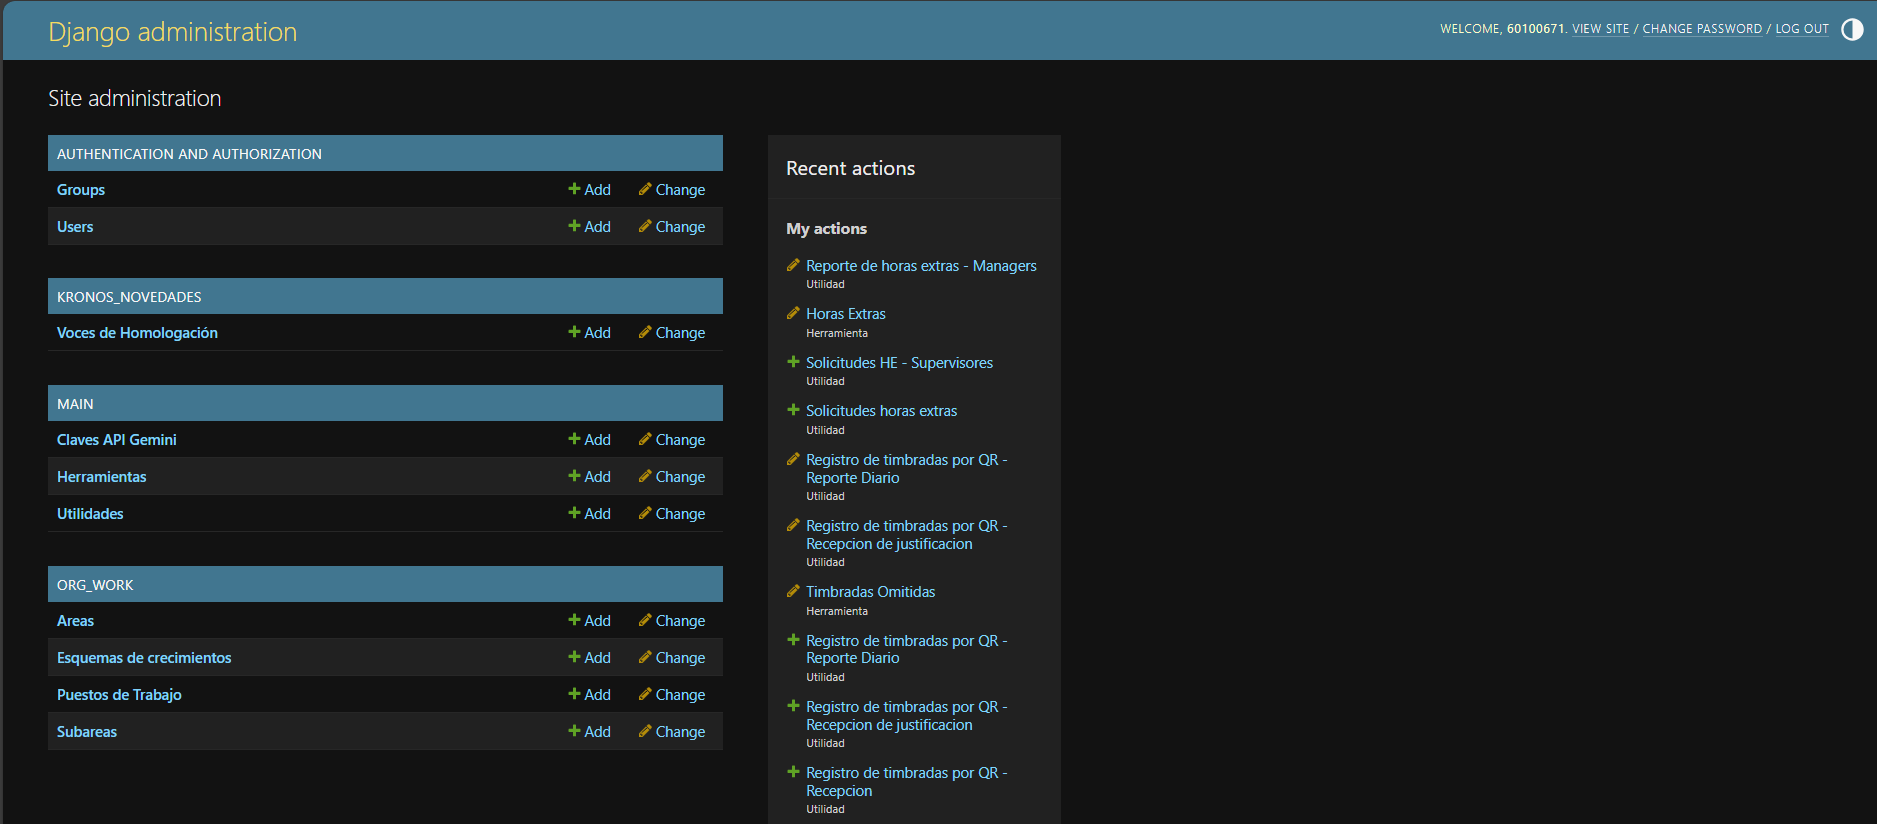 Django administration
WELCOME, 60100671. VIEW SITE / CHANGE PASSWORD / LOG OUT
Site administration
AUTHENTICATION AND AUTHORIZATION
Groups Add Change
Users Add Change
KRONOS_NOVEDADES
Voces de Homologación Add Change
MAIN
Claves API Gemini Add Change
Herramientas Add Change
Utilidades Add Change
ORG_WORK
Areas Add Change
Esquemas de crecimientos Add Change
Puestos de Trabajo Add Change
Subareas Add Change
Recent actions
My actions
Reporte de horas extras - Managers
Utilidad
Horas Extras
Herramienta
Solicitudes HE - Supervisores
Utilidad
Solicitudes horas extras
Utilidad
Registro de timbradas por QR -
Reporte Diario
Utilidad
Registro de timbradas por QR -
Recepcion de justificacion
Utilidad
Timbradas Omitidas
Herramienta
Registro de timbradas por QR -
Reporte Diario
Utilidad
Registro de timbradas por QR -
Recepcion de justificacion
Utilidad
Registro de timbradas por QR -
Recepcion
Utilidad